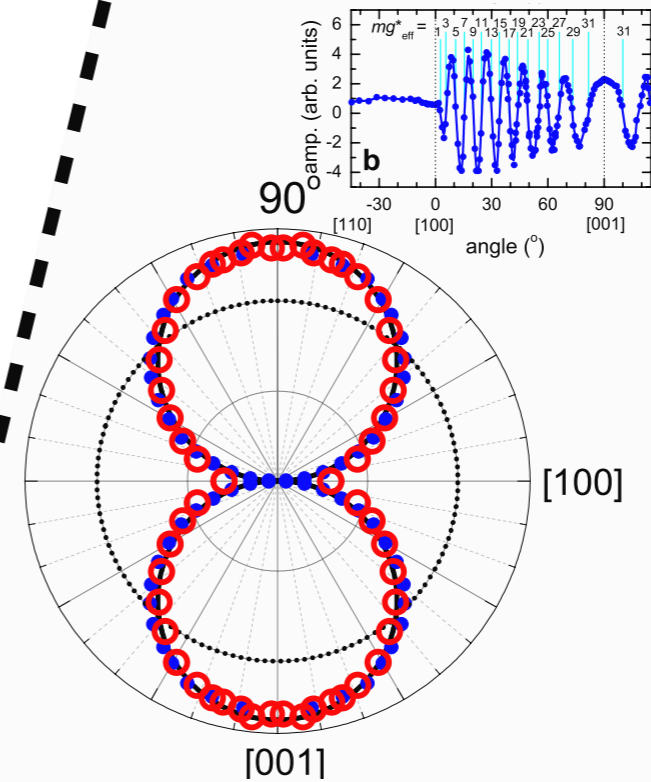 b
amp. (arb. units)
6
4
2
0
-2
-4
mg*eff =
1 3 5 7 9 11 13 15 17 19 21 23 25 27 29 31 31
-30 0 30 60 90
[110] [100] [001]
angle (°)
90°
[100]
[001]